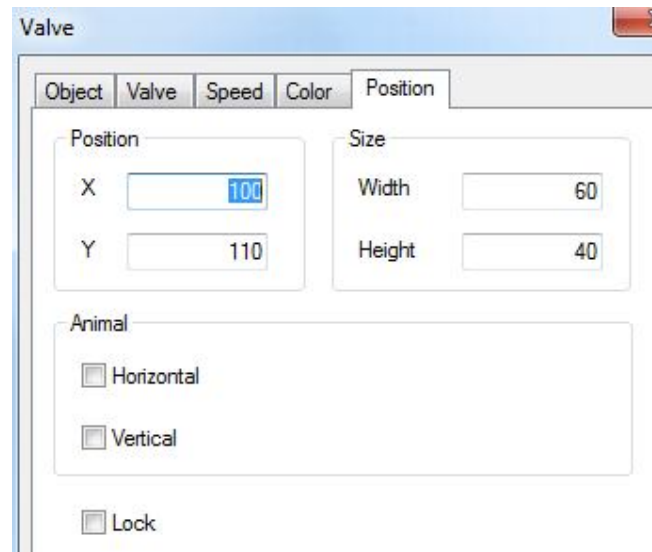 Valve
Object Valve Speed Color Position
Position
X 100
Y 110
Size
Width 60
Height 40
Animal
Horizontal
Vertical
Lock